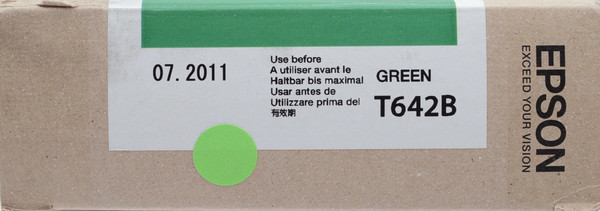 07. 2011
Use before
A utiliser avant le
Haltbar bis maximal
Usar antes de
Utilizzare prima del
有效期
GREEN
T642B
EPSON
EXCEED YOUR VISION